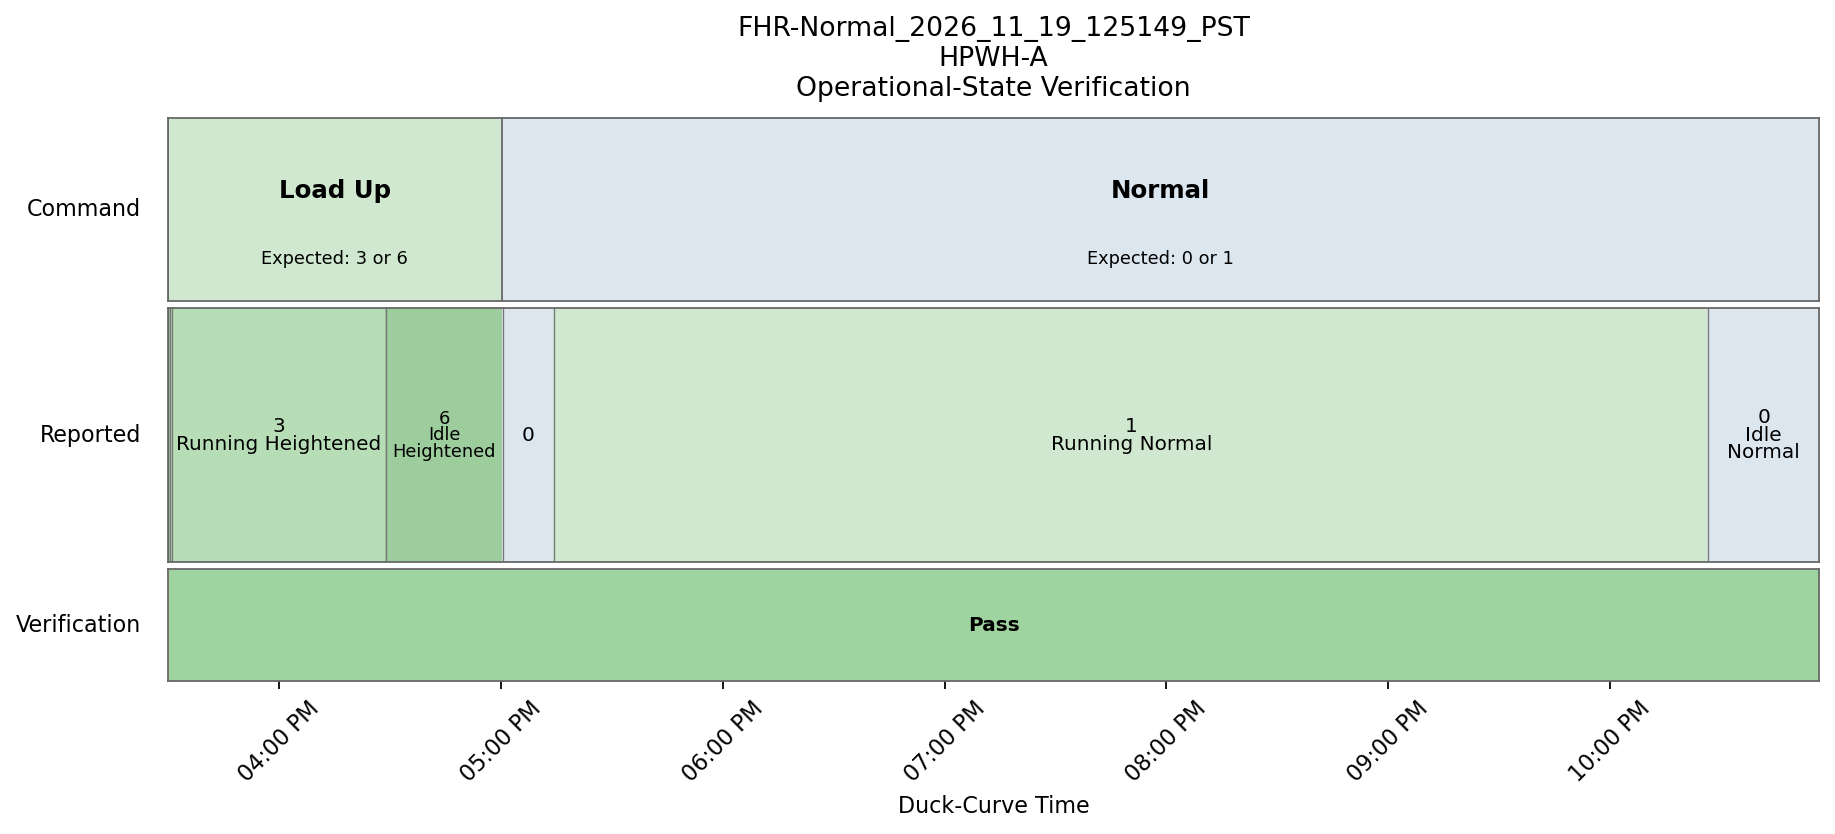 FHR-Normal_2026_11_19_125149_PST
HPWH-A
Operational-State Verification
Command
Load Up
Expected: 3 or 6
Normal
Expected: 0 or 1
Reported
3
Running Heightened
6
Idle
Heightened
0
1
Running Normal
0
Idle
Normal
Verification
Pass
04:00 PM
05:00 PM
06:00 PM
07:00 PM
08:00 PM
09:00 PM
10:00 PM
Duck-Curve Time